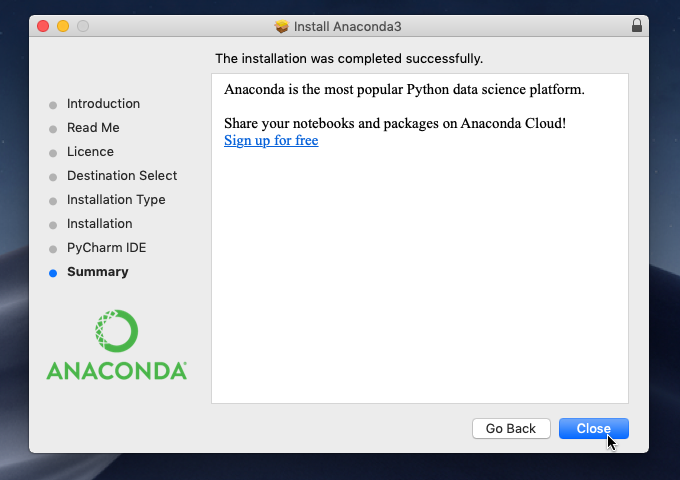 Install Anaconda3
The installation was completed successfully.
Introduction
Read Me
Licence
Destination Select
Installation Type
Installation
PyCharm IDE
Summary
ANACONDA
Anaconda is the most popular Python data science platform.
Share your notebooks and packages on Anaconda Cloud!
Sign up for free
Go Back
Close